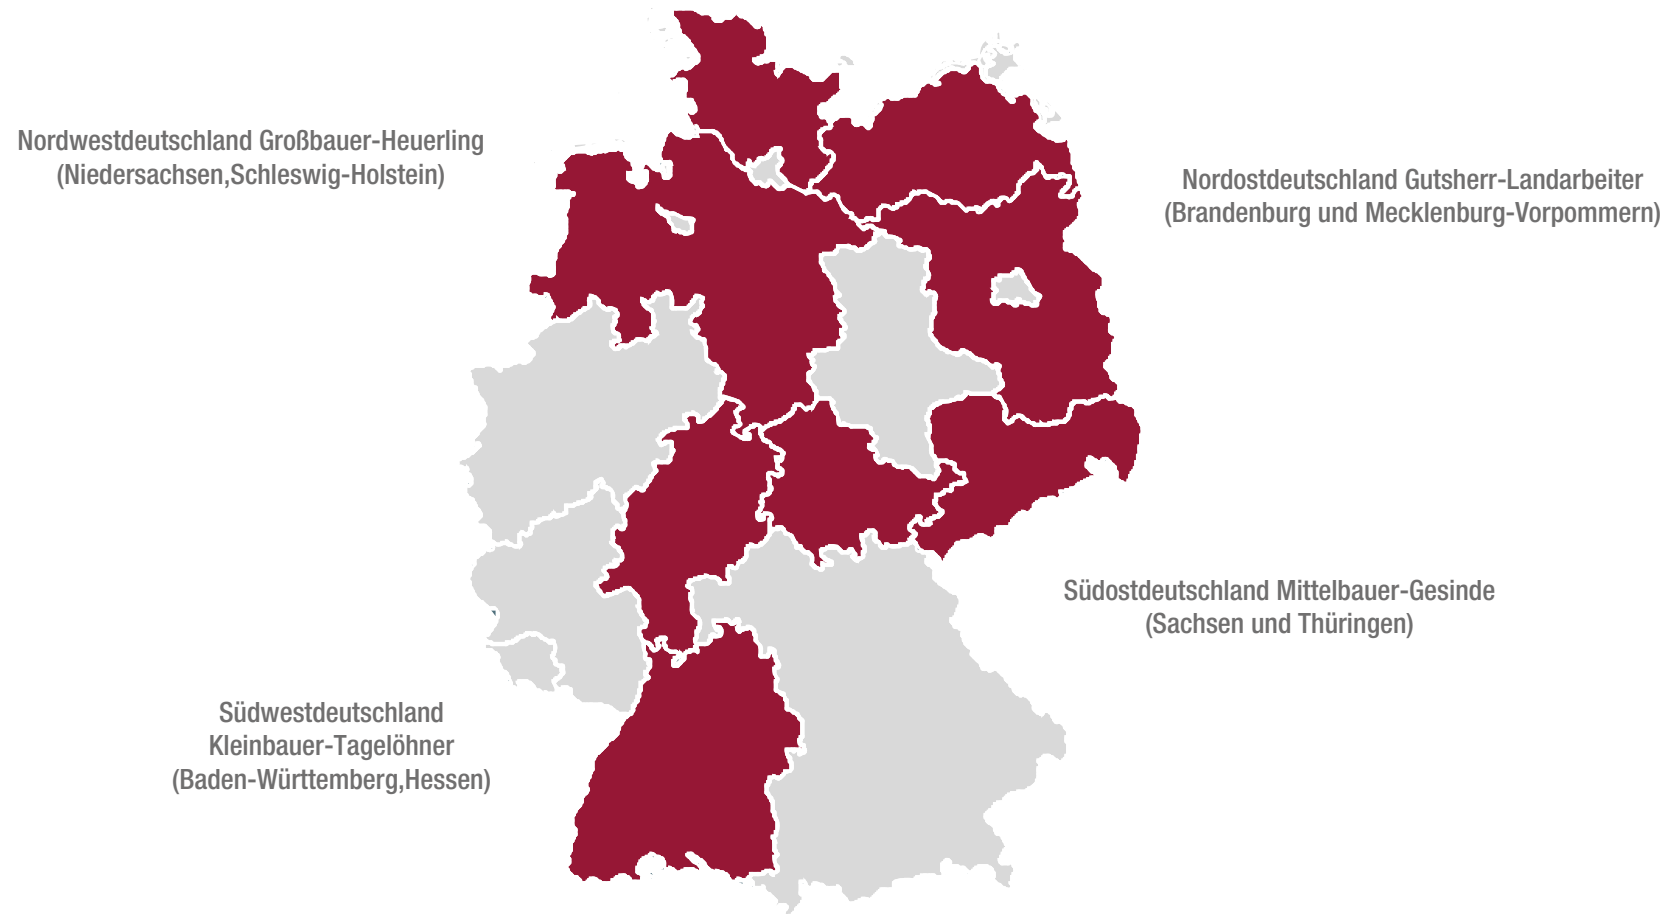 Nordwestdeutschland Großbauer-Heuerling
(Niedersachsen,Schleswig-Holstein)
Nordostdeutschland Gutsherr-Landarbeiter
(Brandenburg und Mecklenburg-Vorpommern)
Südostdeutschland Mittelbauer-Gesinde
(Sachsen und Thüringen)
Südwestdeutschland
Kleinbauer-Tagelöhner
(Baden-Württemberg,Hessen)